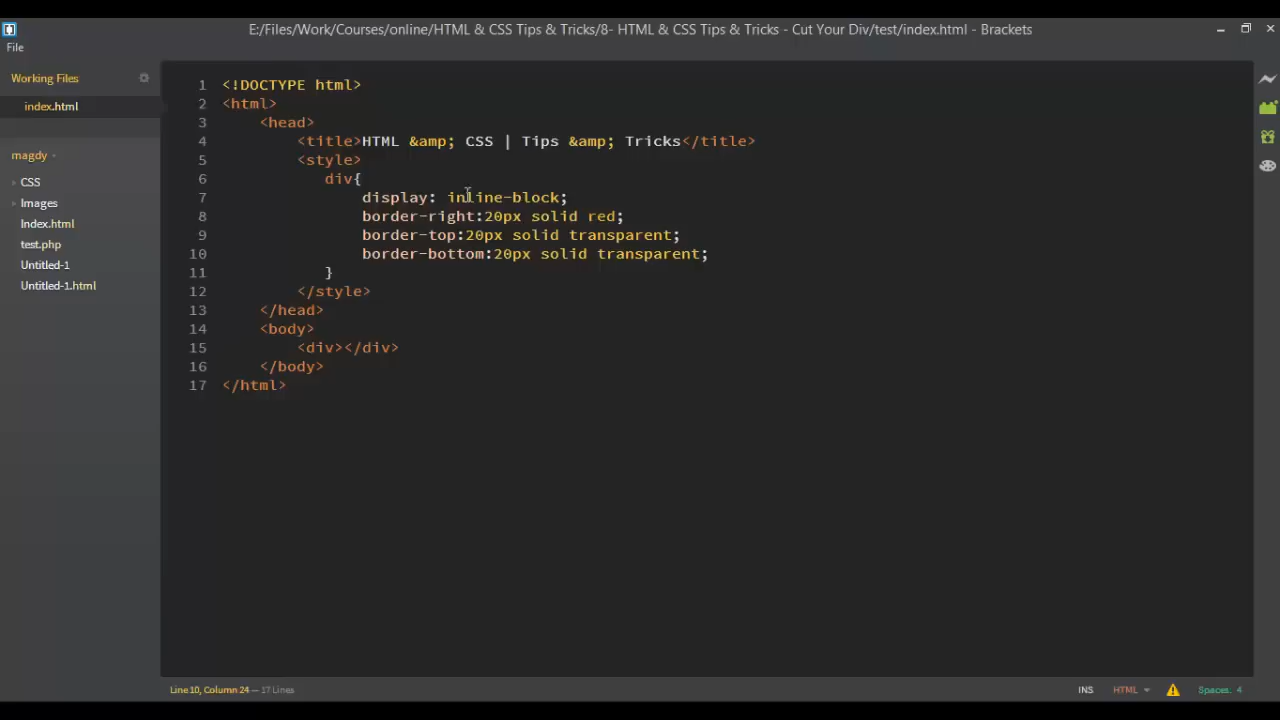 E:/Files/Work/Courses/online/HTML & CSS Tips & Tricks/8- HTML & CSS Tips & Tricks - Cut Your Div/test/index.html - Brackets
File
Working Files
index.html
magdy
CSS
Images
Index.html
test.php
Untitled-1
Untitled-1.html
1 <!DOCTYPE html>
2 <html>
3 <head>
4 <title>HTML &amp; CSS | Tips &amp; Tricks</title>
5 <style>
6 div{
7 display: inline-block;
8 border-right:20px solid red;
9 border-top:20px solid transparent;
10 border-bottom:20px solid transparent;
11 }
12 </style>
13 </head>
14 <body>
15 <div></div>
16 </body>
17 </html>
Line 10, Column 24 — 17 Lines
INS HTML Spaces: 4